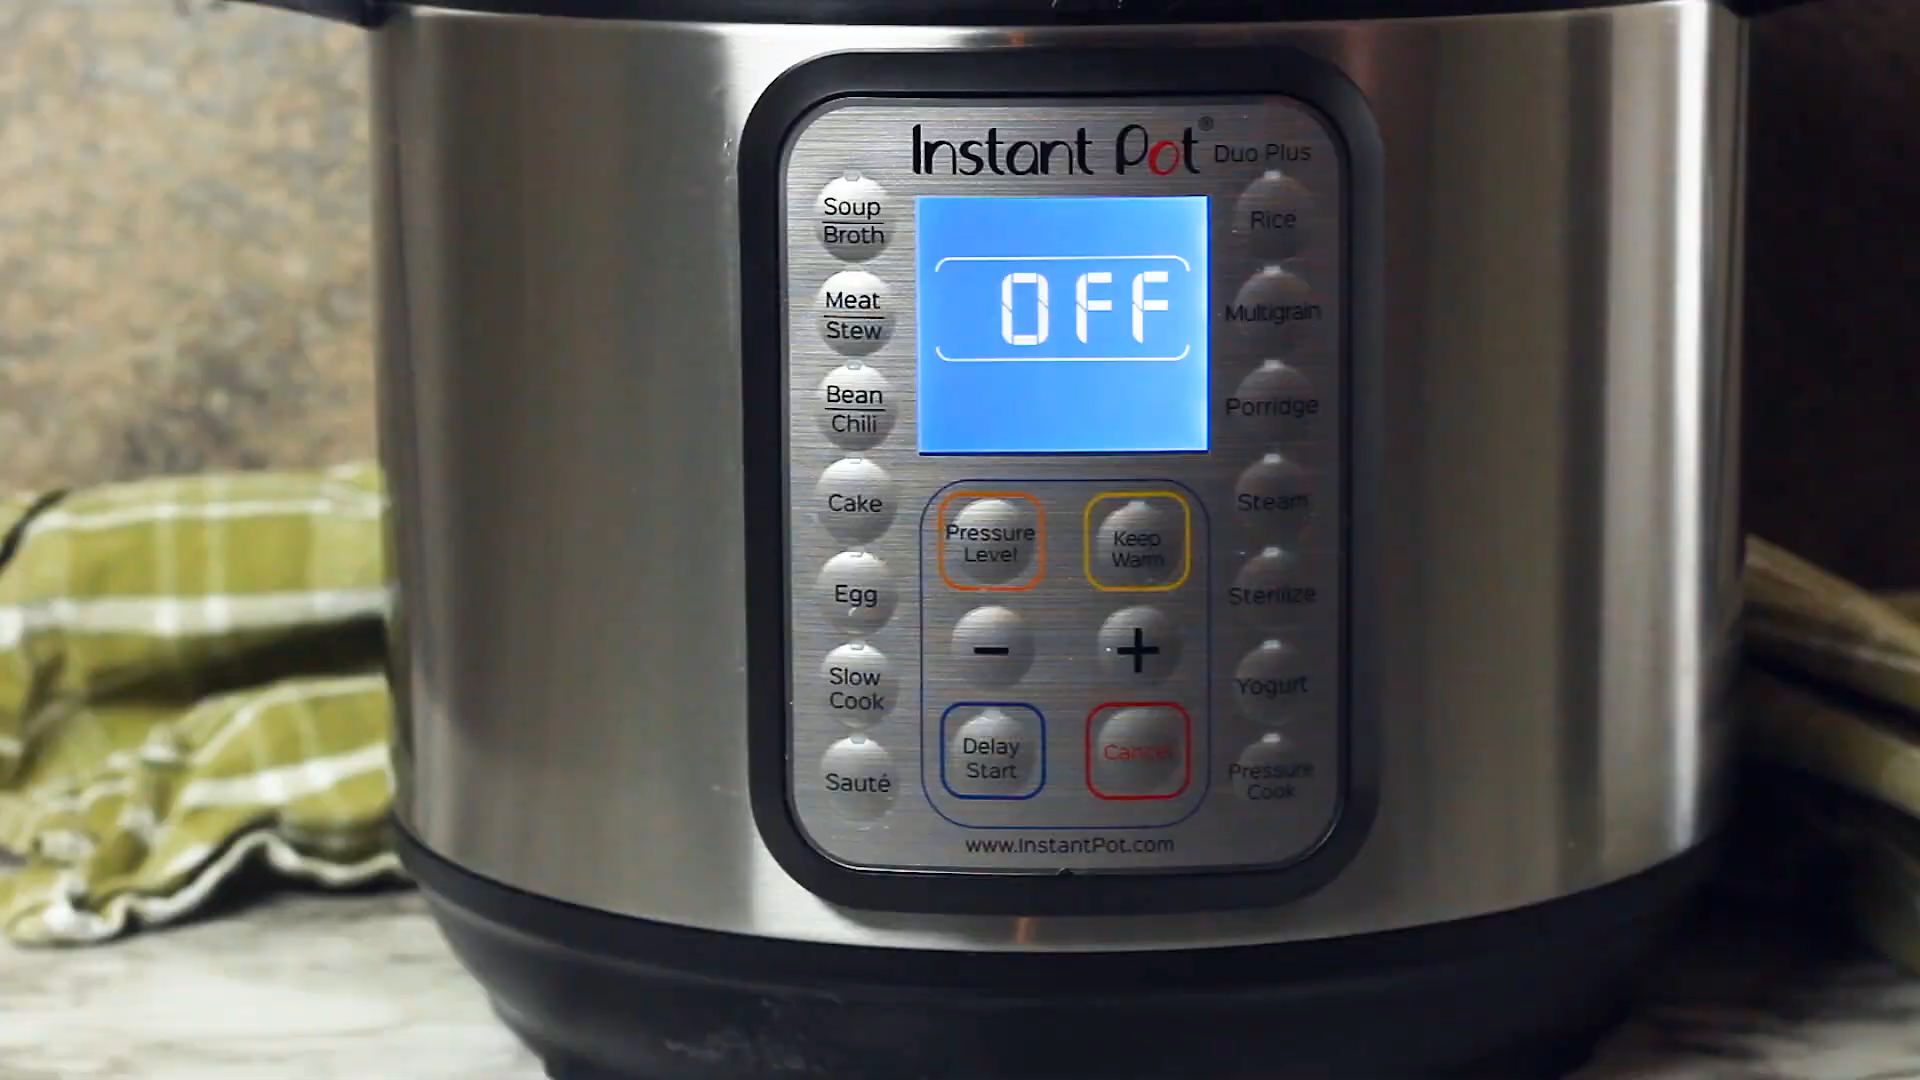 Instant Pot® Duo Plus
OFF
Soup
Broth
Meat
Stew
Bean
Chili
Cake
Egg
Slow
Cook
Sauté
Pressure
Level
Keep
Warm
−
+
Delay
Start
Cancel
Rice
Multigrain
Porridge
Steam
Sterilize
Yogurt
Pressure
Cook
www.InstantPot.com